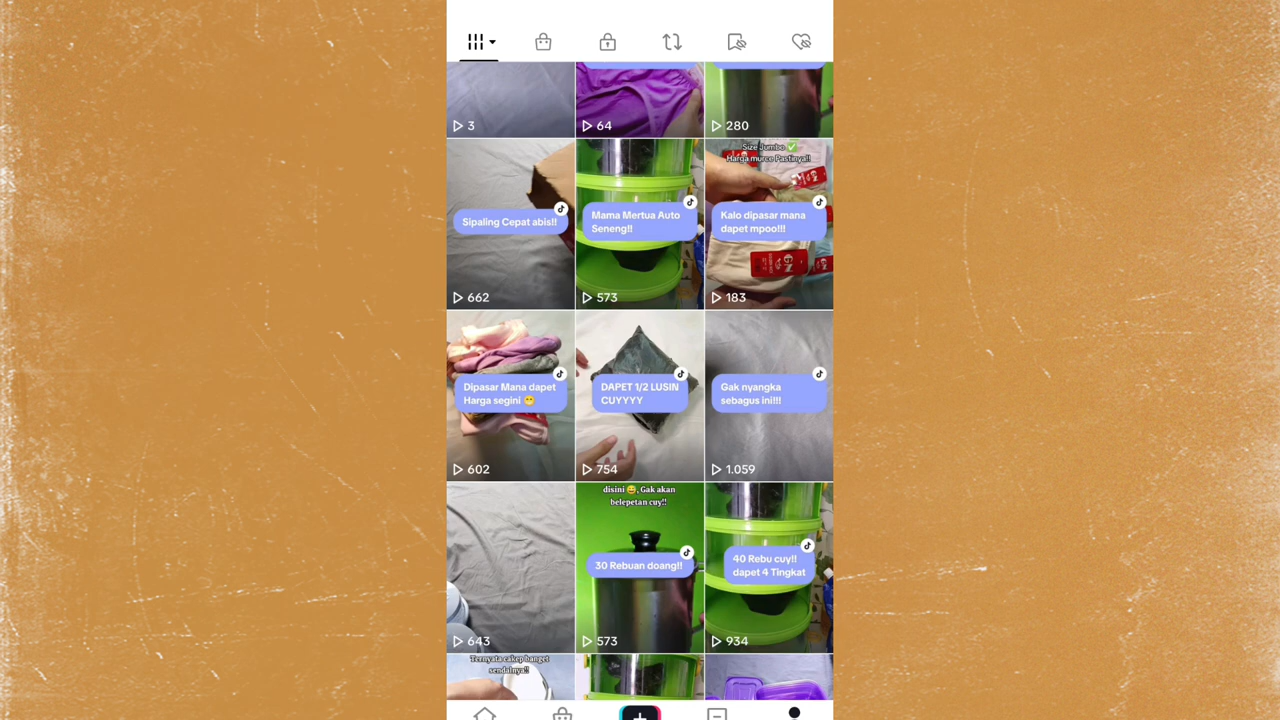 3
64
280
Size Jumbo ✅
Harga murce Pastinya!!
Sipaling Cepat abis!!
Mama Mertua Auto
Seneng!!
Kalo dipasar mana
dapet mpoo!!!
GN
662
573
183
Dipasar Mana dapet
Harga segini 😬
DAPET 1/2 LUSIN
CUYYYY
Gak nyangka
sebagus ini!!!
602
754
1.059
disini 😅, Gak akan
belepetan cuy!!
30 Rebuan doang!!
40 Rebu cuy!!
dapet 4 Tingkat
643
573
934
Ternyata cakep banget
sendalnya!!